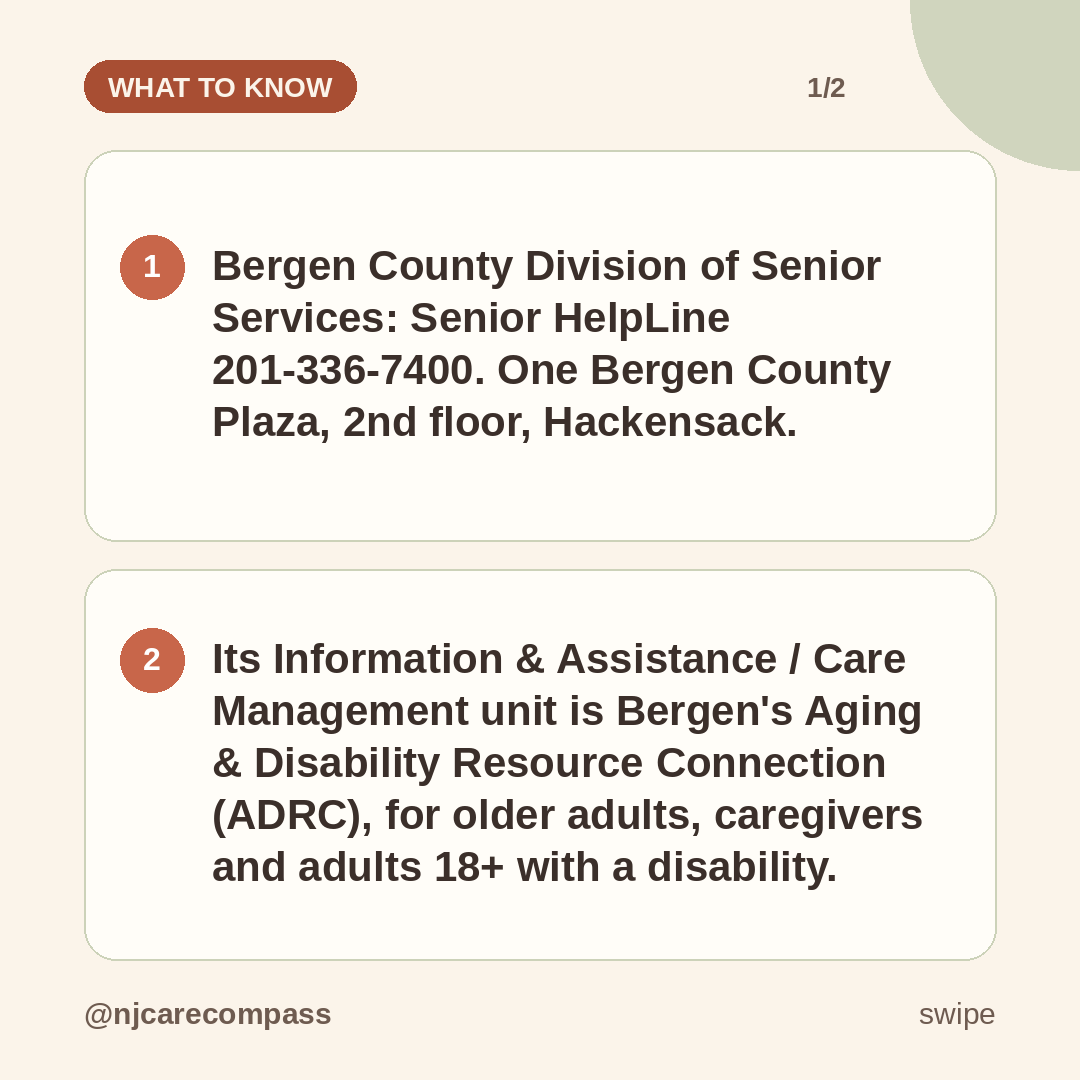 WHAT TO KNOW
1/2
1
Bergen County Division of Senior
Services: Senior HelpLine
201-336-7400. One Bergen County
Plaza, 2nd floor, Hackensack.
2
Its Information & Assistance / Care
Management unit is Bergen's Aging
& Disability Resource Connection
(ADRC), for older adults, caregivers
and adults 18+ with a disability.
@njcarecompass
swipe